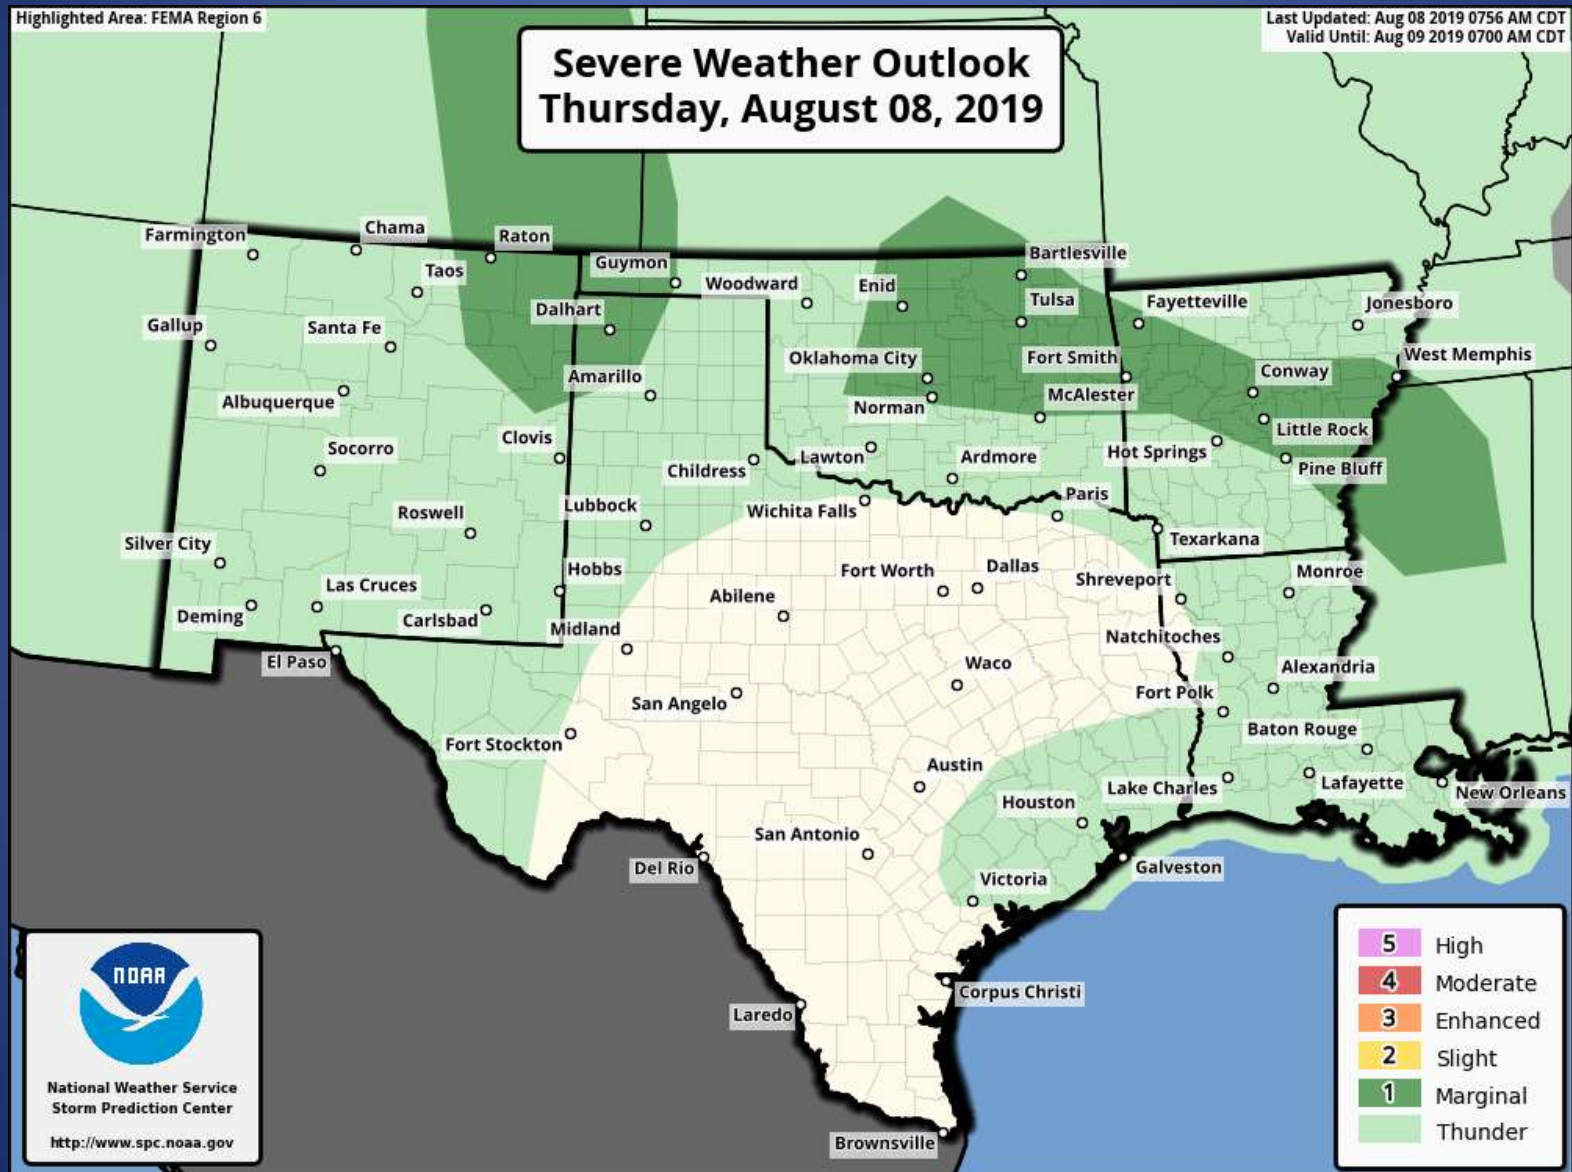 Highlighted Area: FEMA Region 6
Last Updated: Aug 08 2019 0756 AM CDT
Valid Until: Aug 09 2019 0700 AM CDT
Severe Weather Outlook
Thursday, August 08, 2019
Farmington
Chama
Raton
Taos
Guymon
Woodward
Enid
Bartlesville
Tulsa
Fayetteville
Jonesboro
Gallup
Santa Fe
Dalhart
Oklahoma City
Fort Smith
West Memphis
Albuquerque
Amarillo
Norman
McAlester
Conway
Little Rock
Socorro
Clovis
Childress
Lawton
Ardmore
Hot Springs
Pine Bluff
Roswell
Lubbock
Wichita Falls
Paris
Texarkana
Silver City
Las Cruces
Hobbs
Fort Worth
Dallas
Shreveport
Monroe
Deming
Carlsbad
Midland
Abilene
Natchitoches
El Paso
San Angelo
Waco
Fort Polk
Alexandria
Fort Stockton
Austin
Baton Rouge
Houston
Lake Charles
Lafayette
New Orleans
San Antonio
Del Rio
Victoria
Galveston
Laredo
Corpus Christi
Brownsville
NOAA
National Weather Service
Storm Prediction Center
http://www.spc.noaa.gov
5 High
4 Moderate
3 Enhanced
2 Slight
1 Marginal
Thunder